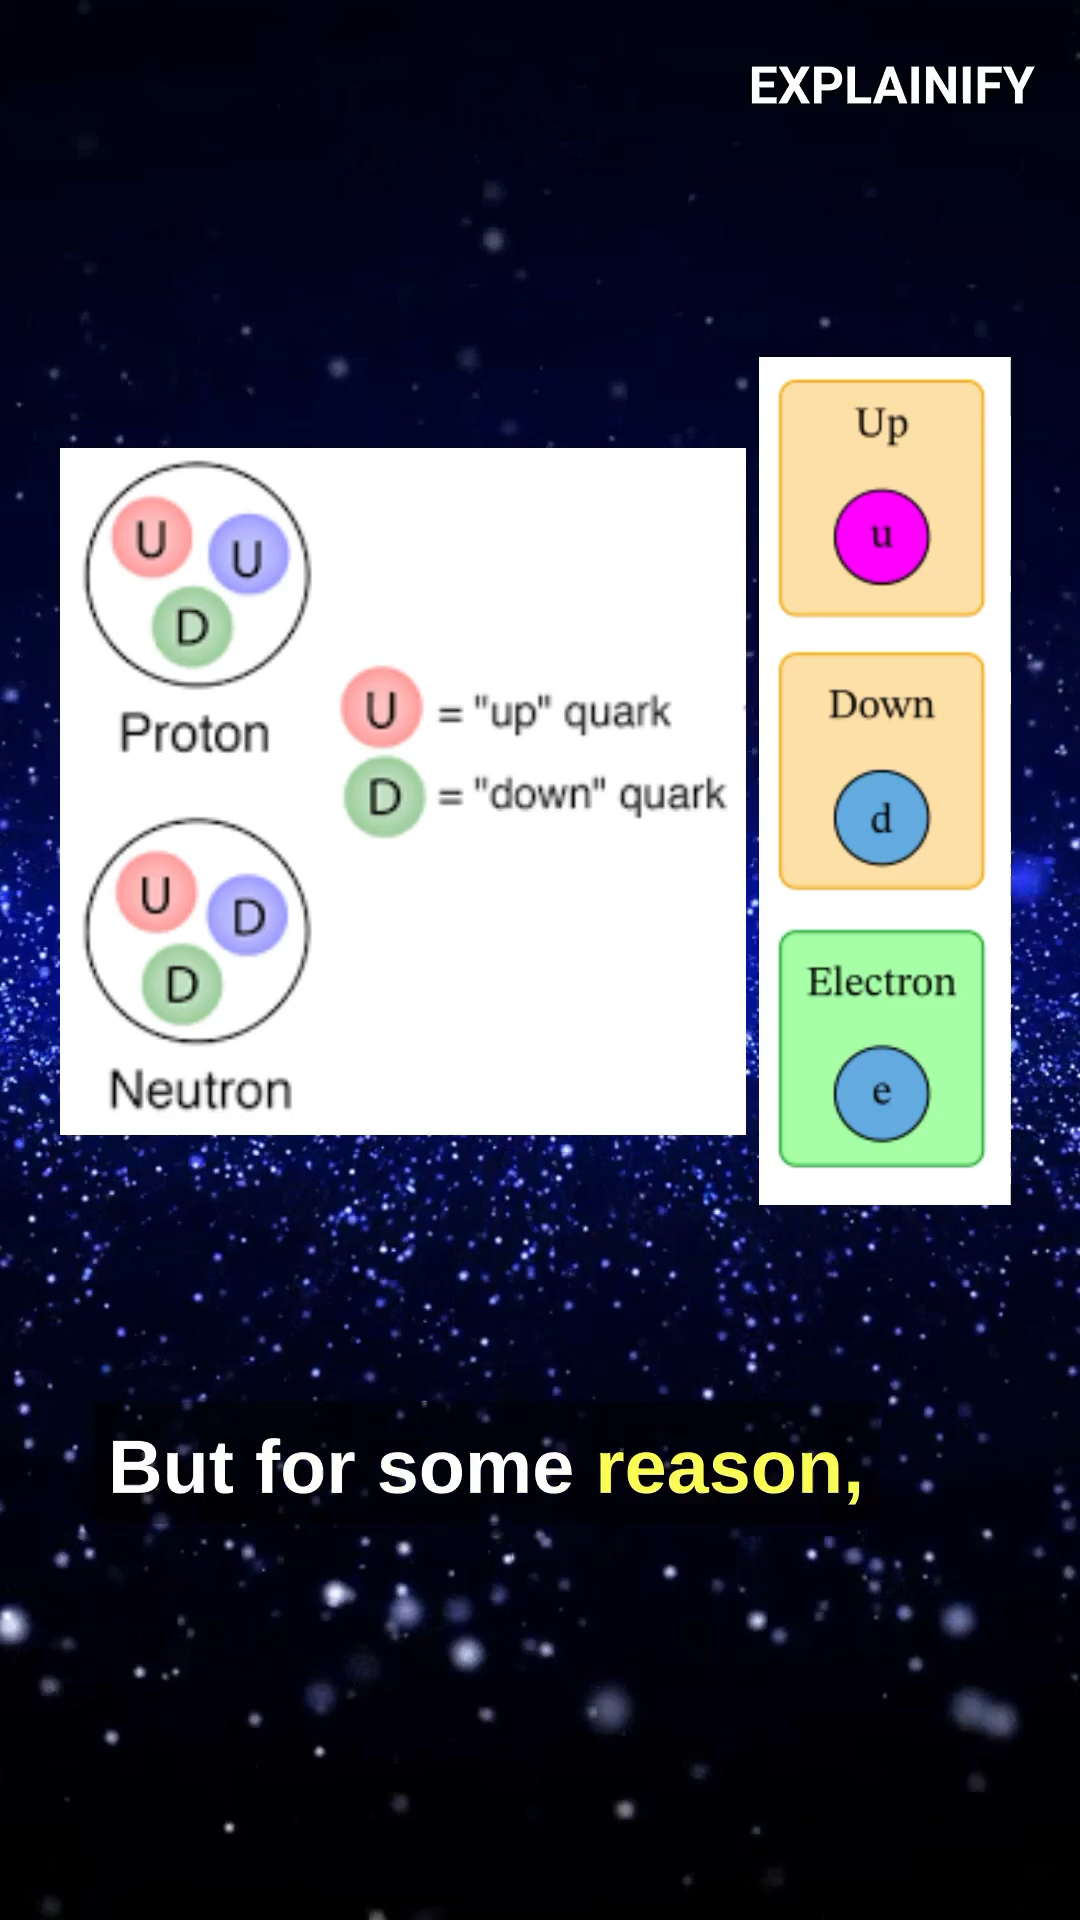 EXPLAINIFY
U U
D
Proton
U = "up" quark
D = "down" quark
U D
D
Neutron
Up
u
Down
d
Electron
e
But for some reason,